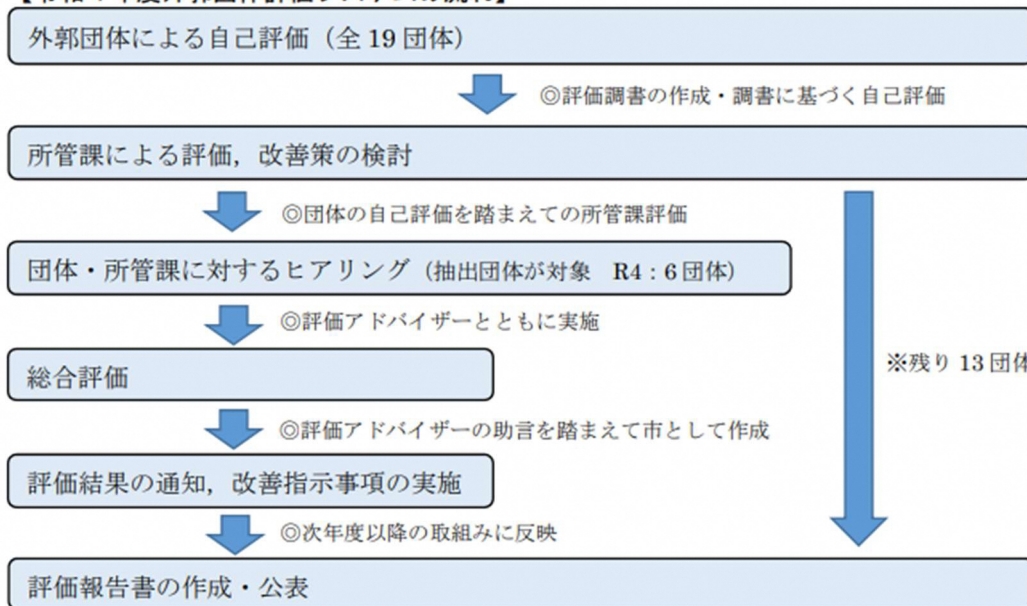 外郭団体による自己評価（全 19 団体）
◎評価調書の作成・調書に基づく自己評価
所管課による評価，改善策の検討
◎団体の自己評価を踏まえての所管課評価
団体・所管課に対するヒアリング（抽出団体が対象　R4：6 団体）
◎評価アドバイザーとともに実施
総合評価
※残り 13 団体
◎評価アドバイザーの助言を踏まえて市として作成
評価結果の通知，改善指示事項の実施
◎次年度以降の取組みに反映
評価報告書の作成・公表